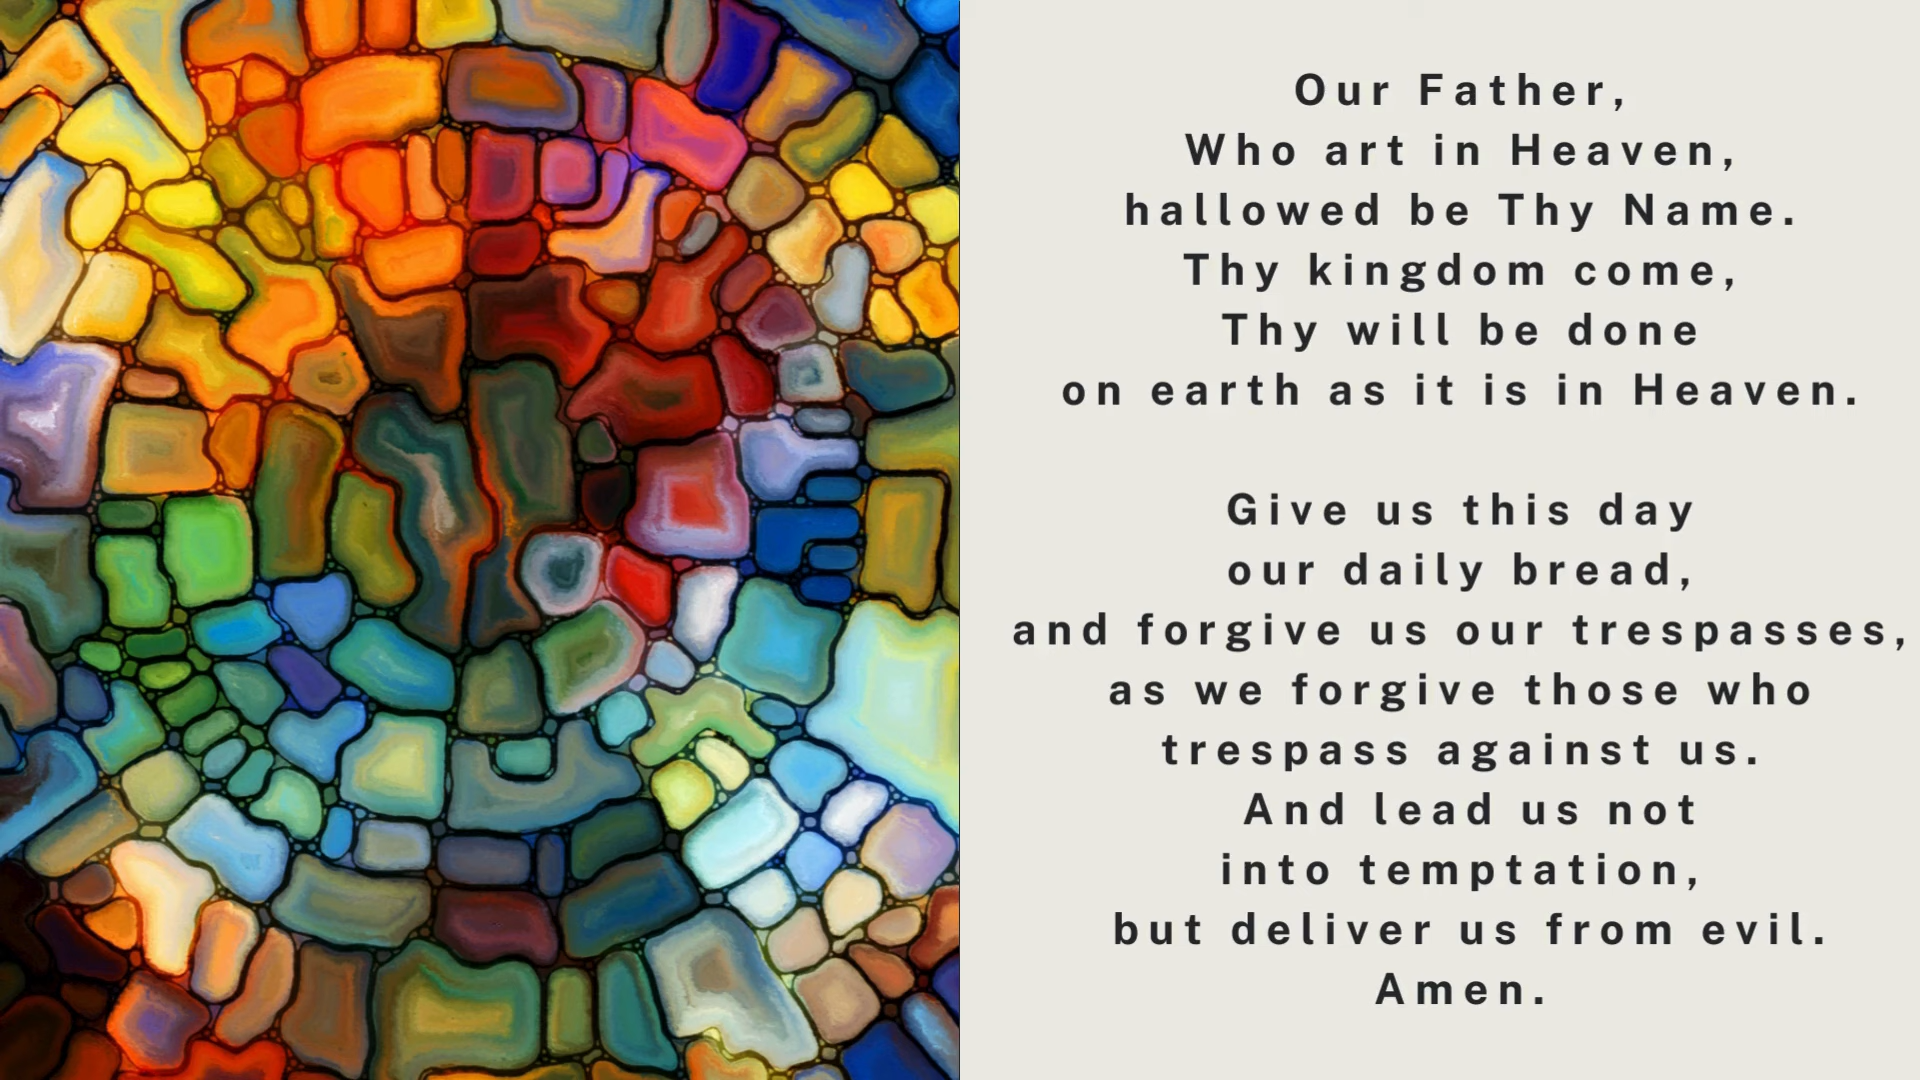 Our Father,
Who art in Heaven,
hallowed be Thy Name.
Thy kingdom come,
Thy will be done
on earth as it is in Heaven.
Give us this day
our daily bread,
and forgive us our trespasses,
as we forgive those who
trespass against us.
And lead us not
into temptation,
but deliver us from evil.
Amen.